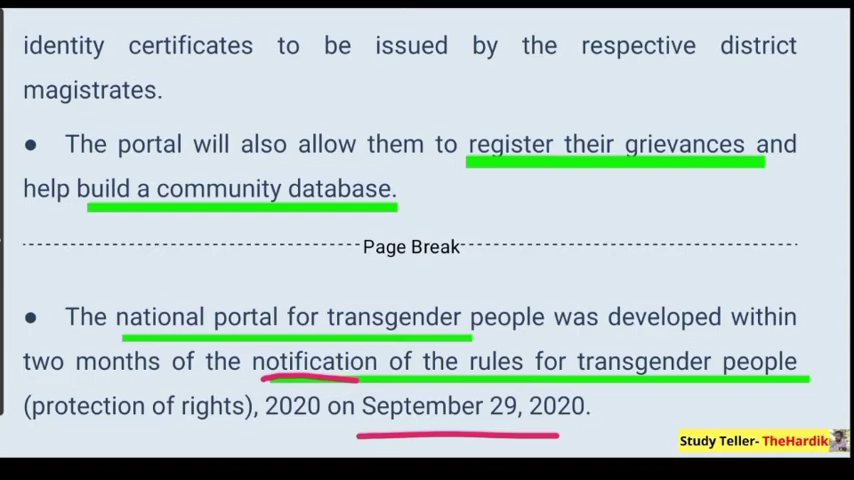 identity certificates to be issued by the respective district
magistrates.
● The portal will also allow them to register their grievances and
help build a community database.
Page Break
● The national portal for transgender people was developed within
two months of the notification of the rules for transgender people
(protection of rights), 2020 on September 29, 2020.
Study Teller- TheHardik